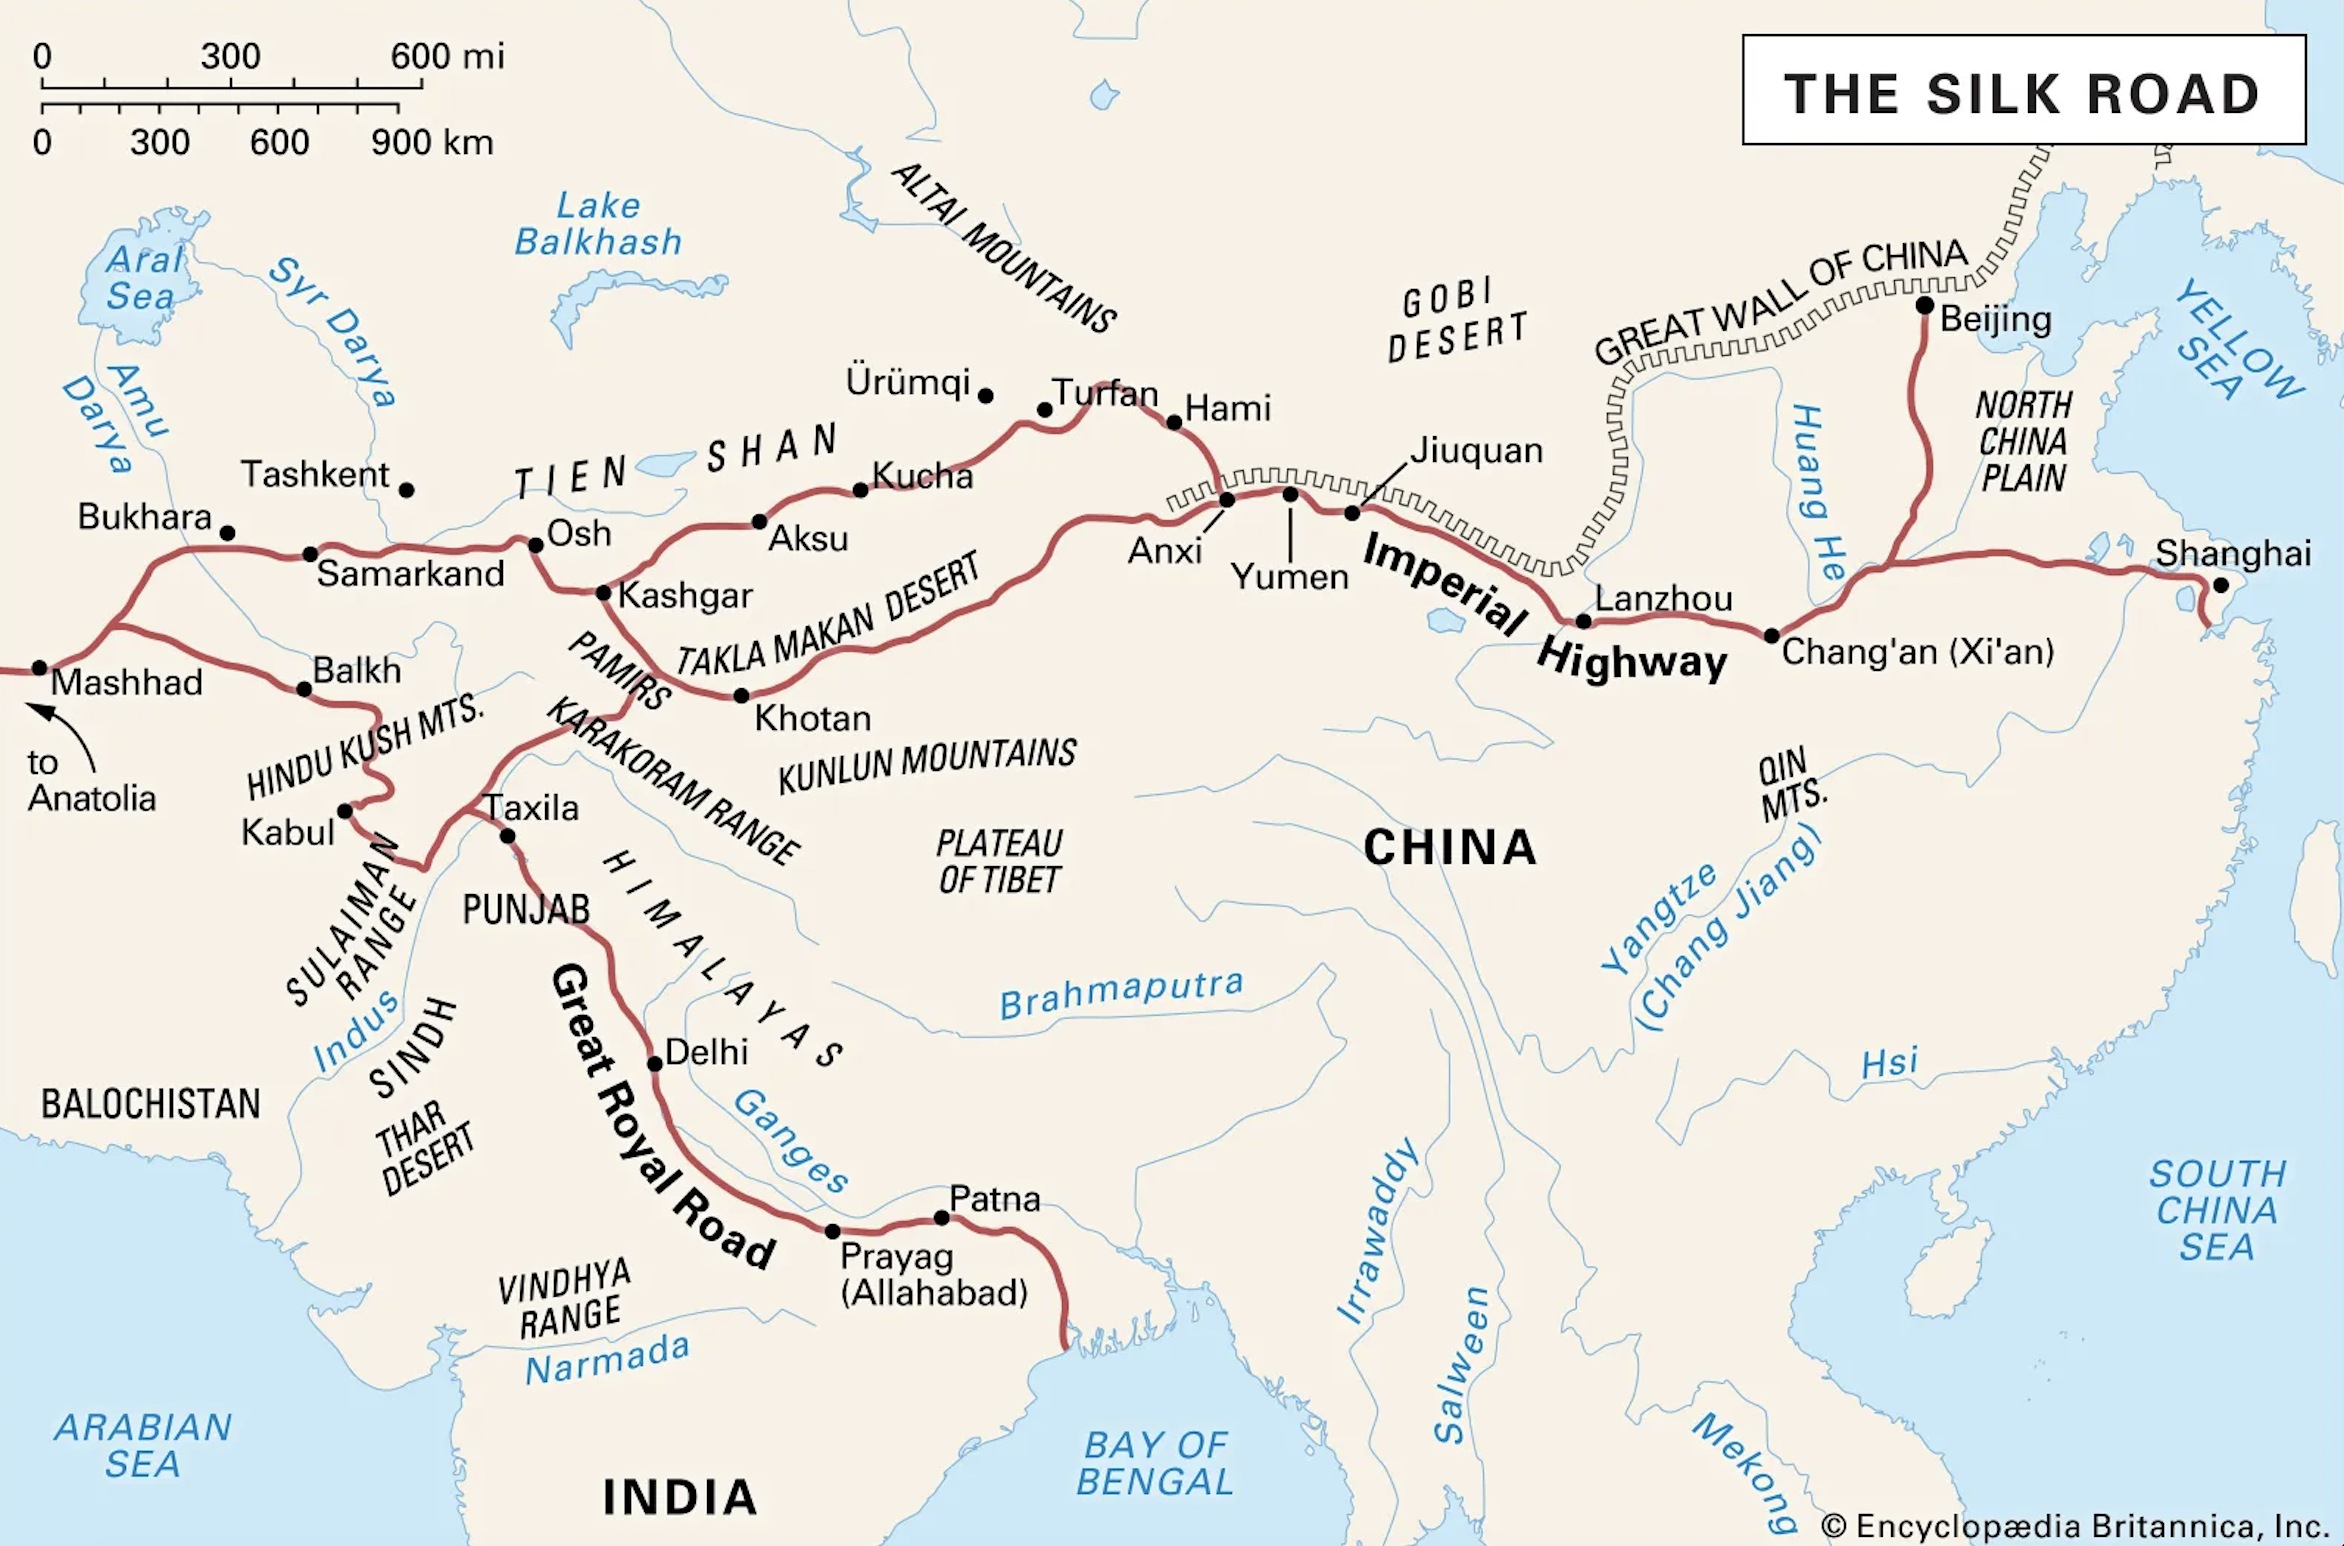 0 300 600 mi
0 300 600 900 km
THE SILK ROAD
Lake
Balkhash
ALTAI MOUNTAINS
Aral
Sea
Syr Darya
Amu
Darya
GOBI
DESERT
GREAT WALL OF CHINA
Beijing
YELLOW
SEA
NORTH
CHINA
PLAIN
Huang He
Ürümqi
Turfan
Hami
Jiuquan
TIEN SHAN
Kucha
Tashkent
Bukhara
Osh
Aksu
Samarkand
Anxi
Yumen
Imperial
Highway
Shanghai
Kashgar
TAKLA MAKAN DESERT
Lanzhou
Chang'an (Xi'an)
PAMIRS
Mashhad
Balkh
Khotan
to
Anatolia
HINDU KUSH MTS.
KARAKORAM RANGE
KUNLUN MOUNTAINS
QIN
MTS.
Kabul
Taxila
PLATEAU
OF TIBET
CHINA
SULAIMAN
RANGE
PUNJAB
HIMALAYAS
Yangtze
(Chang Jiang)
Indus
SINDH
Great Royal Road
Brahmaputra
Delhi
Hsi
BALOCHISTAN
THAR
DESERT
Ganges
Patna
Prayag
(Allahabad)
Irrawaddy
SOUTH
CHINA
SEA
VINDHYA
RANGE
Narmada
Salween
Mekong
ARABIAN
SEA
BAY OF
BENGAL
INDIA
© Encyclopædia Britannica, Inc.